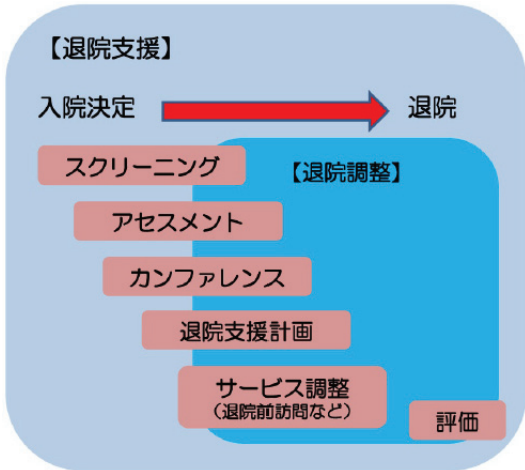 【退院支援】
入院決定
退院
スクリーニング
【退院調整】
アセスメント
カンファレンス
退院支援計画
サービス調整
（退院前訪問など）
評価